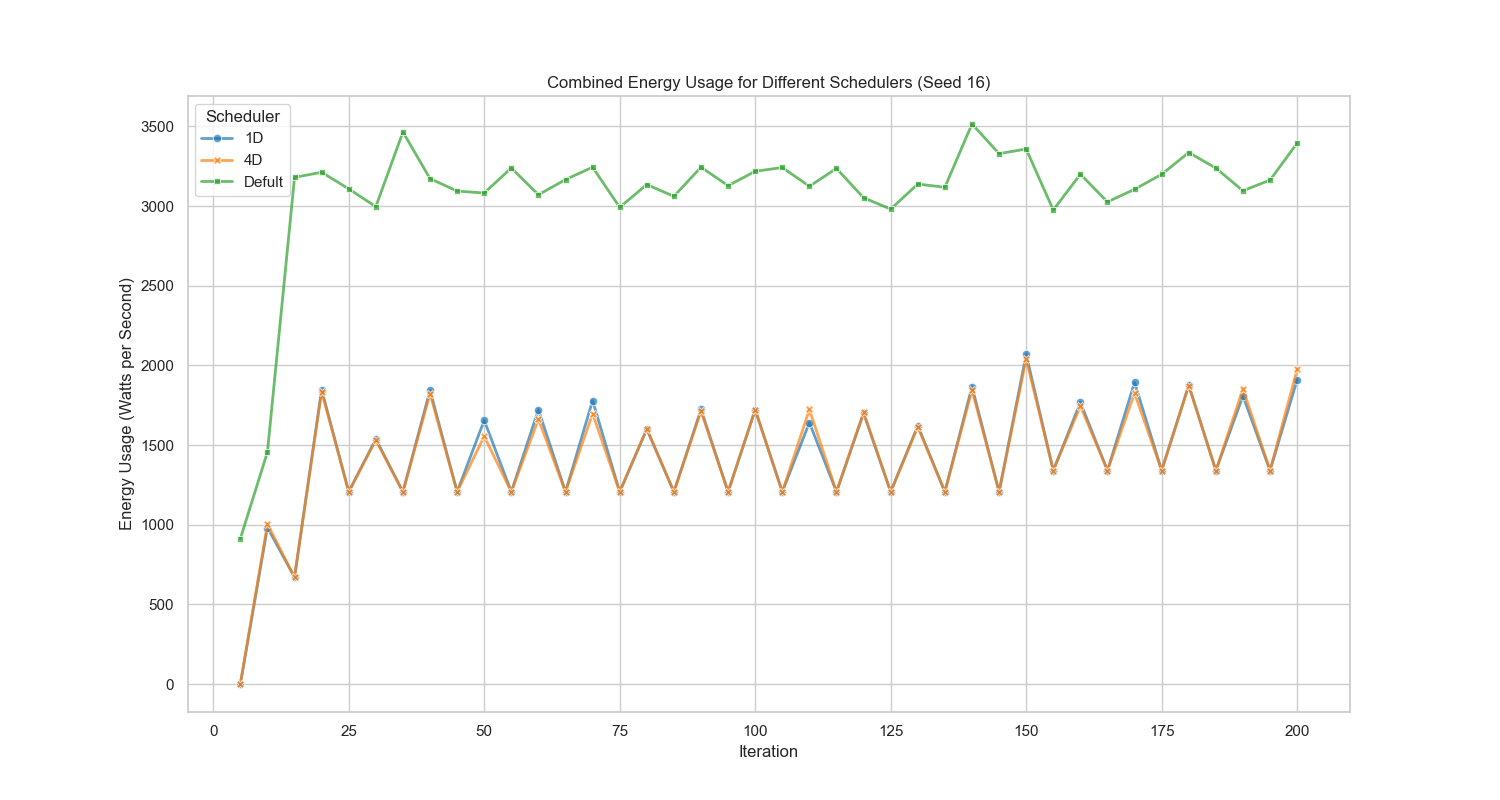 Combined Energy Usage for Different Schedulers (Seed 16)
Scheduler
1D
4D
Defult
Energy Usage (Watts per Second)
3500
3000
2500
2000
1500
1000
500
0
0 25 50 75 100 125 150 175 200
Iteration